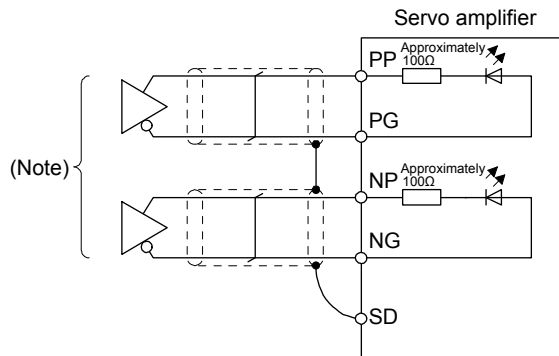 Servo amplifier
PP
Approximately
100Ω
PG
(Note)
NP
Approximately
100Ω
NG
SD